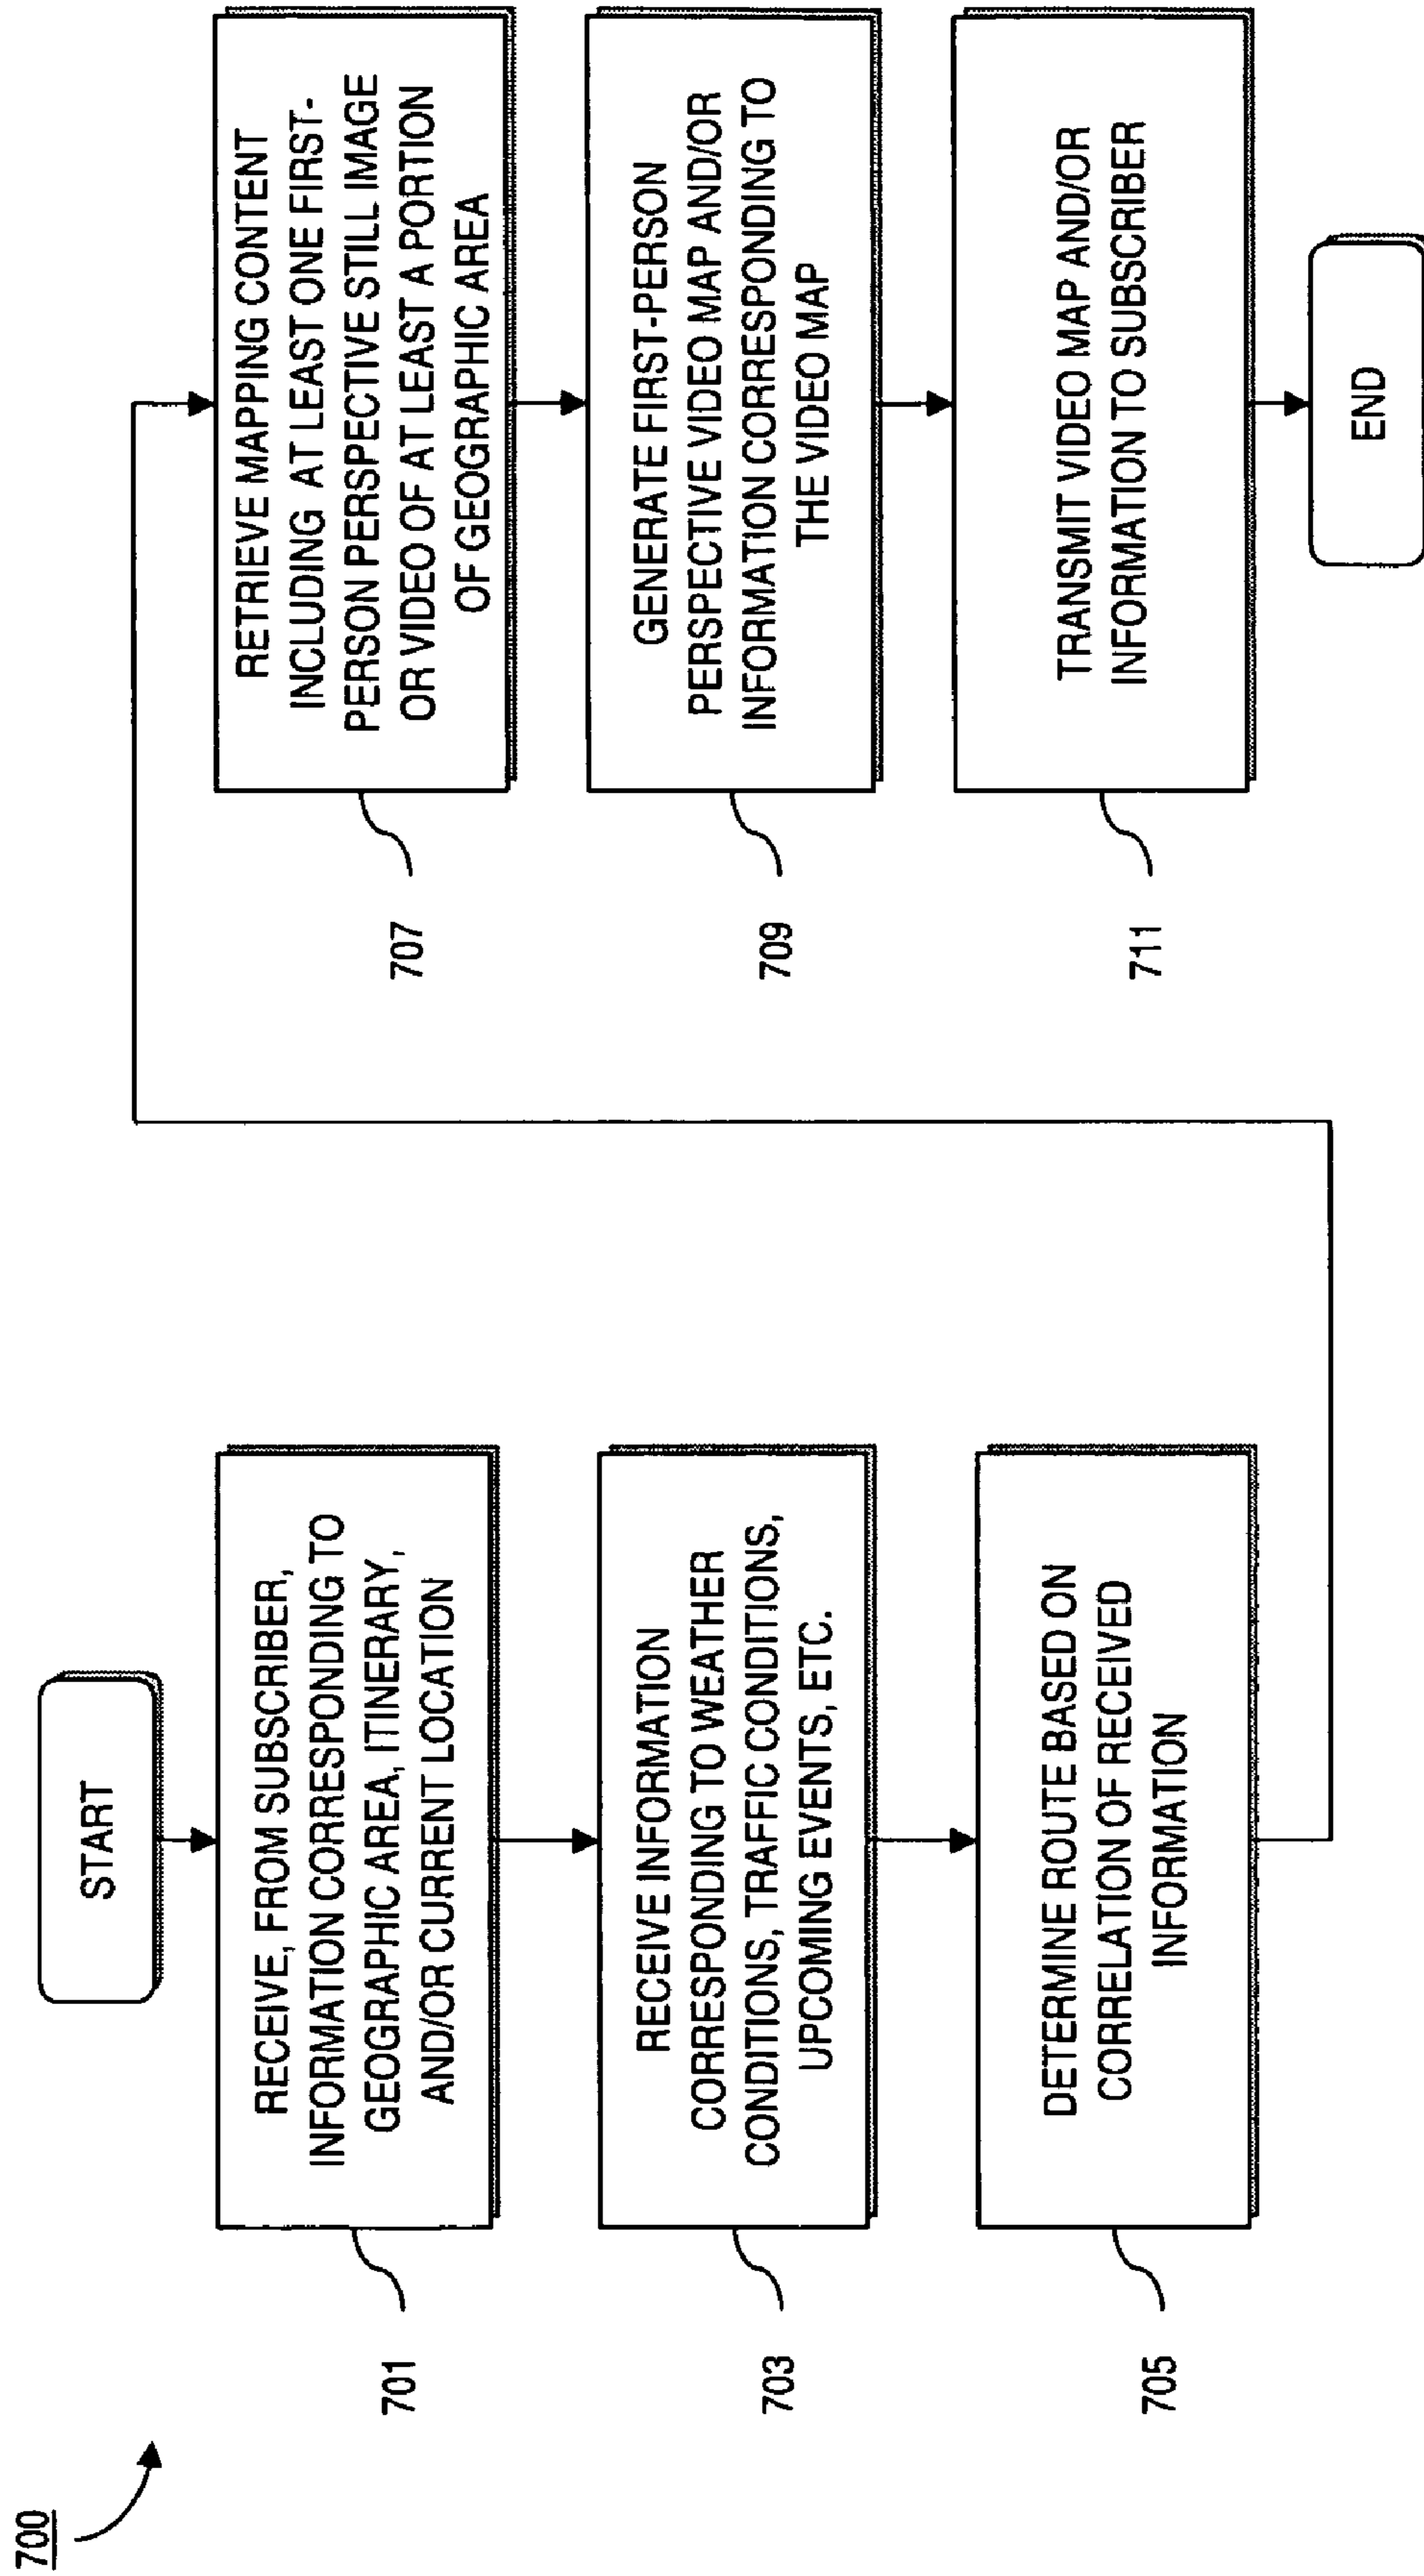 700
START
RECEIVE, FROM SUBSCRIBER,
INFORMATION CORRESPONDING TO
GEOGRAPHIC AREA, ITINERARY,
AND/OR CURRENT LOCATION
701
RECEIVE INFORMATION
CORRESPONDING TO WEATHER
CONDITIONS, TRAFFIC CONDITIONS,
UPCOMING EVENTS, ETC.
703
DETERMINE ROUTE BASED ON
CORRELATION OF RECEIVED
INFORMATION
705
RETRIEVE MAPPING CONTENT
INCLUDING AT LEAST ONE FIRST-
PERSON PERSPECTIVE STILL IMAGE
OR VIDEO OF AT LEAST A PORTION
OF GEOGRAPHIC AREA
707
GENERATE FIRST-PERSON
PERSPECTIVE VIDEO MAP AND/OR
INFORMATION CORRESPONDING TO
THE VIDEO MAP
709
TRANSMIT VIDEO MAP AND/OR
INFORMATION TO SUBSCRIBER
711
END